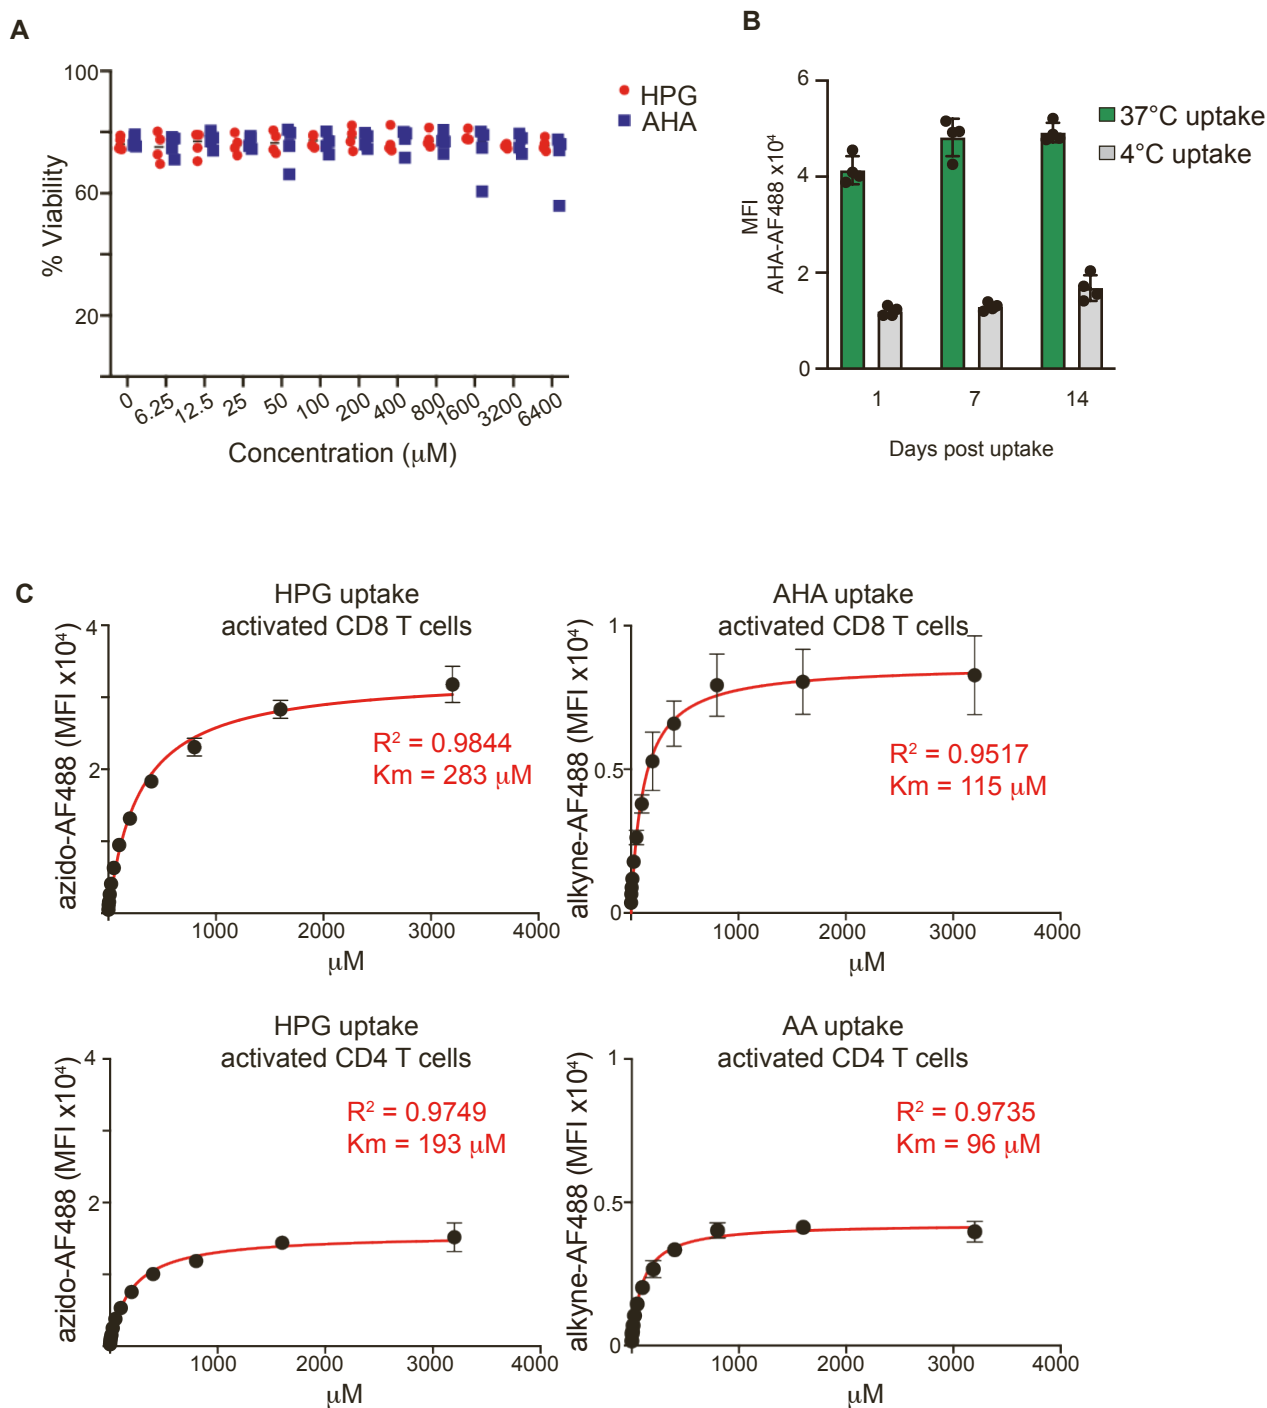 A
100
60
20
% Viability
0
6.25
12.5
25
50
100
200
400
800
1600
3200
6400
Concentration (μM)
HPG
AHA
B
6
4
2
0
MFI
AHA-AF488 x10⁴
1
7
14
Days post uptake
37°C uptake
4°C uptake
C
HPG uptake
activated CD8 T cells
azido-AF488 (MFI x10⁴)
4
2
R² = 0.9844
Km = 283 μM
1000
2000
3000
4000
μM
AHA uptake
activated CD8 T cells
alkyne-AF488 (MFI x10⁴)
1
0.5
0
R² = 0.9517
Km = 115 μM
1000
2000
3000
4000
μM
HPG uptake
activated CD4 T cells
azido-AF488 (MFI x10⁴)
4
2
R² = 0.9749
Km = 193 μM
1000
2000
3000
4000
μM
AA uptake
activated CD4 T cells
alkyne-AF488 (MFI x10⁴)
1
0.5
0
R² = 0.9735
Km = 96 μM
1000
2000
3000
4000
μM